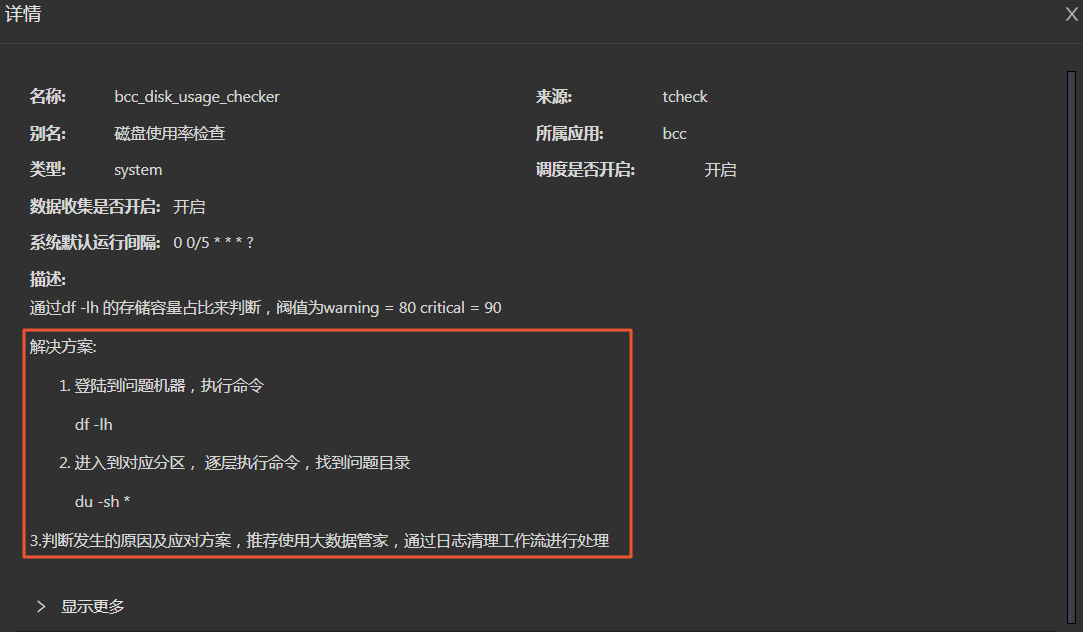 详情 X
名称: bcc_disk_usage_checker 来源: tcheck
别名: 磁盘使用率检查 所属应用: bcc
类型: system 调度是否开启: 开启
数据收集是否开启: 开启
系统默认运行间隔: 0 0/5 * * * ?
描述:
通过df -lh 的存储容量占比来判断，阀值为warning = 80 critical = 90
解决方案:
1. 登陆到问题机器，执行命令
df -lh
2. 进入到对应分区， 逐层执行命令，找到问题目录
du -sh *
3.判断发生的原因及应对方案，推荐使用大数据管家，通过日志清理工作流进行处理
> 显示更多